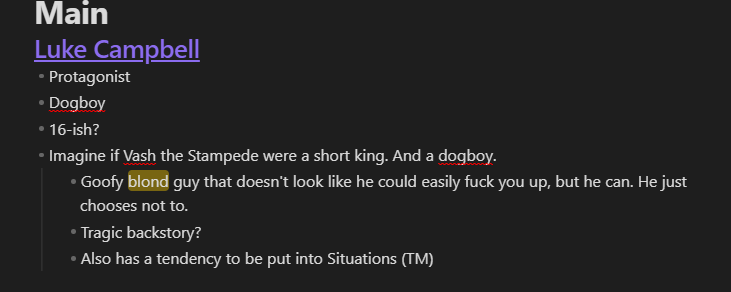 Main
Luke Campbell
Protagonist
Dogboy
16-ish?
Imagine if Vash the Stampede were a short king. And a dogboy.
Goofy blond guy that doesn't look like he could easily fuck you up, but he can. He just
chooses not to.
Tragic backstory?
Also has a tendency to be put into Situations (TM)